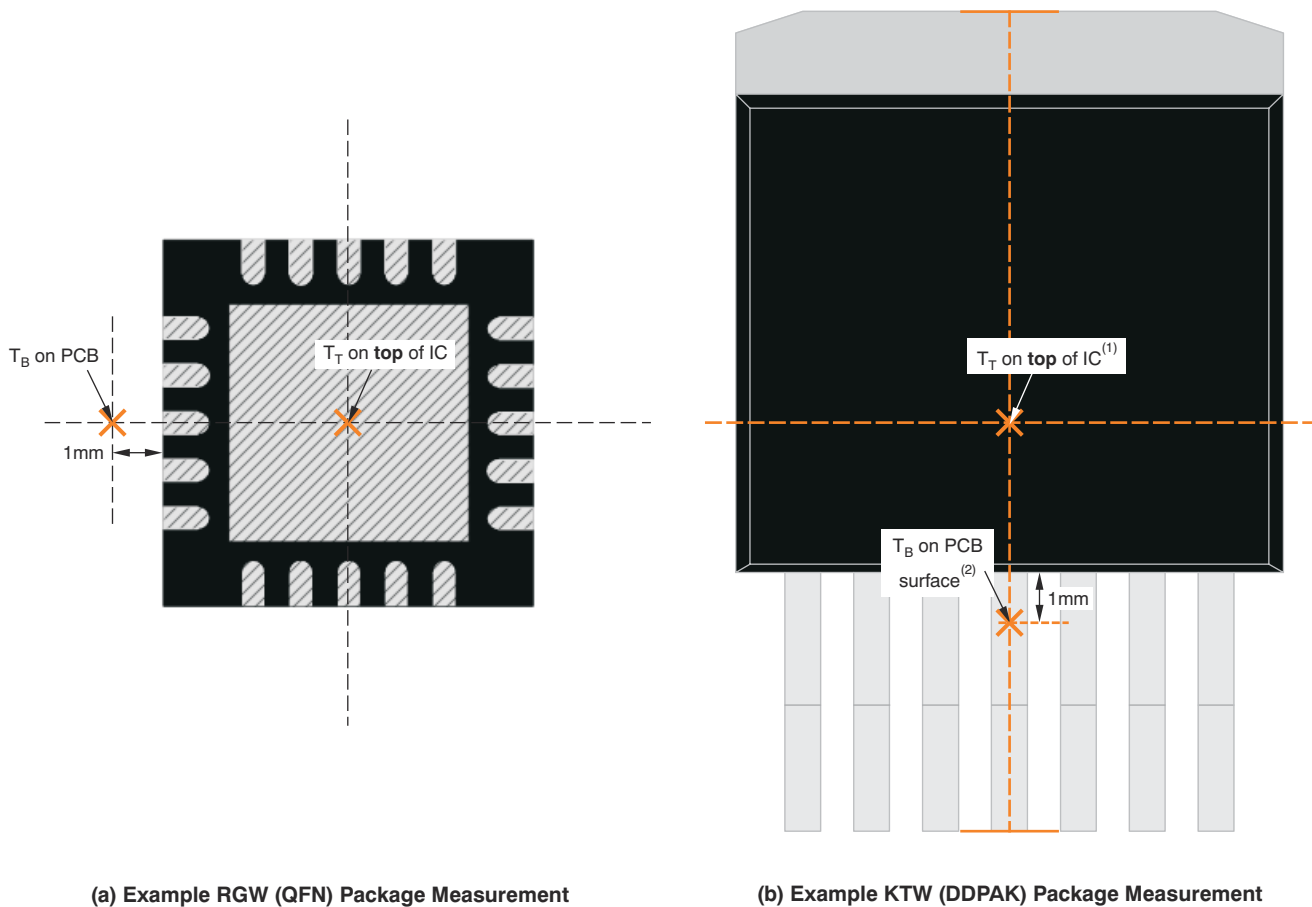 T_B on PCB
T_T on top of IC
1mm
T_T on top of IC(1)
T_B on PCB
surface(2)
1mm
(a) Example RGW (QFN) Package Measurement
(b) Example KTW (DDPAK) Package Measurement